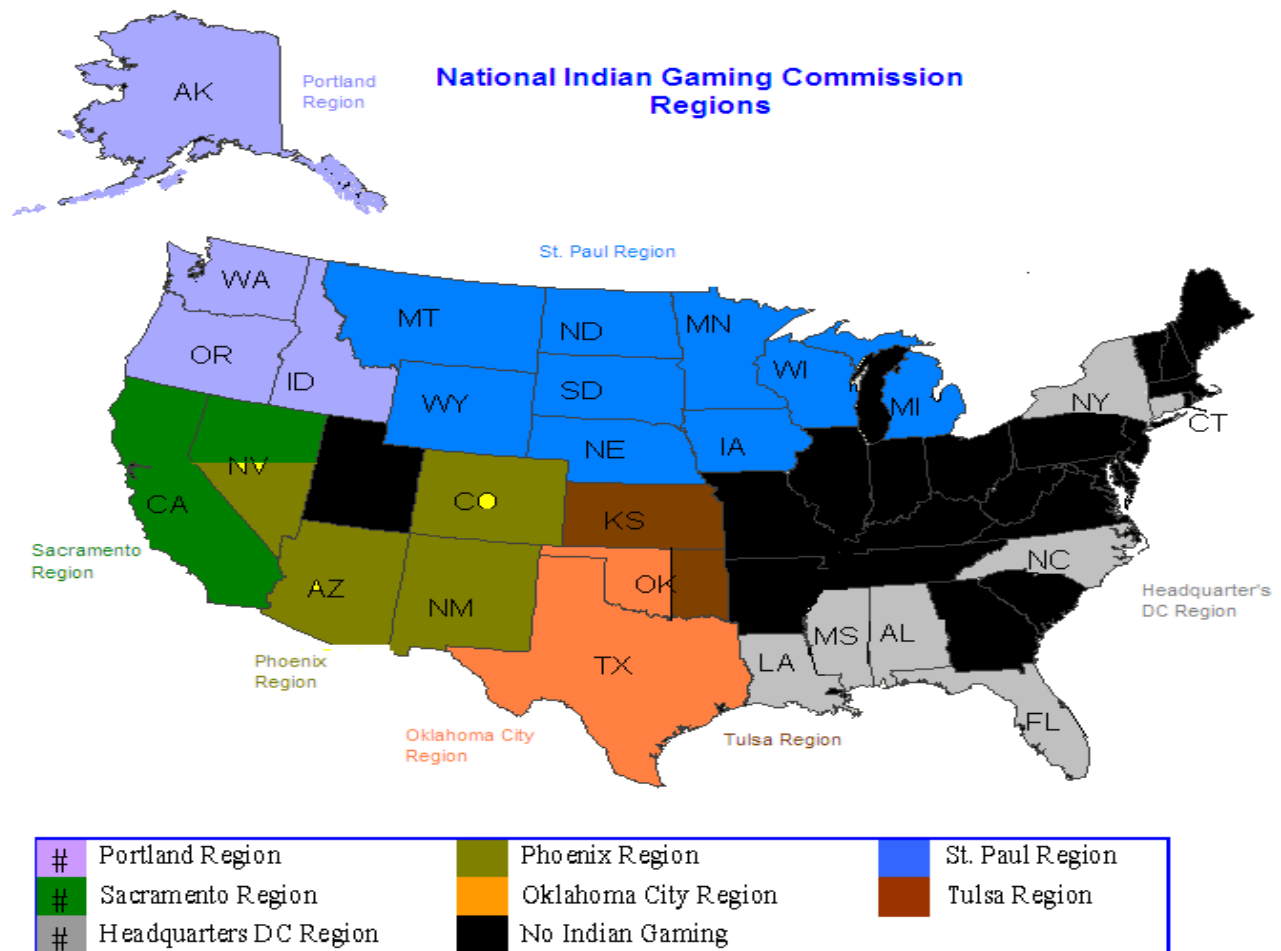 National Indian Gaming Commission
Regions
AK
Portland
Region
St. Paul Region
WA
MT
ND
MN
OR
ID
WY
SD
WI
MI
NY
CT
NE
IA
NV
CO
CA
KS
Sacramento
Region
AZ
NM
OK
NC
Headquarter's
DC Region
MS
AL
TX
LA
Phoenix
Region
FL
Oklahoma City
Region
Tulsa Region
# Portland Region
Phoenix Region
St. Paul Region
# Sacramento Region
Oklahoma City Region
Tulsa Region
# Headquarters DC Region
No Indian Gaming